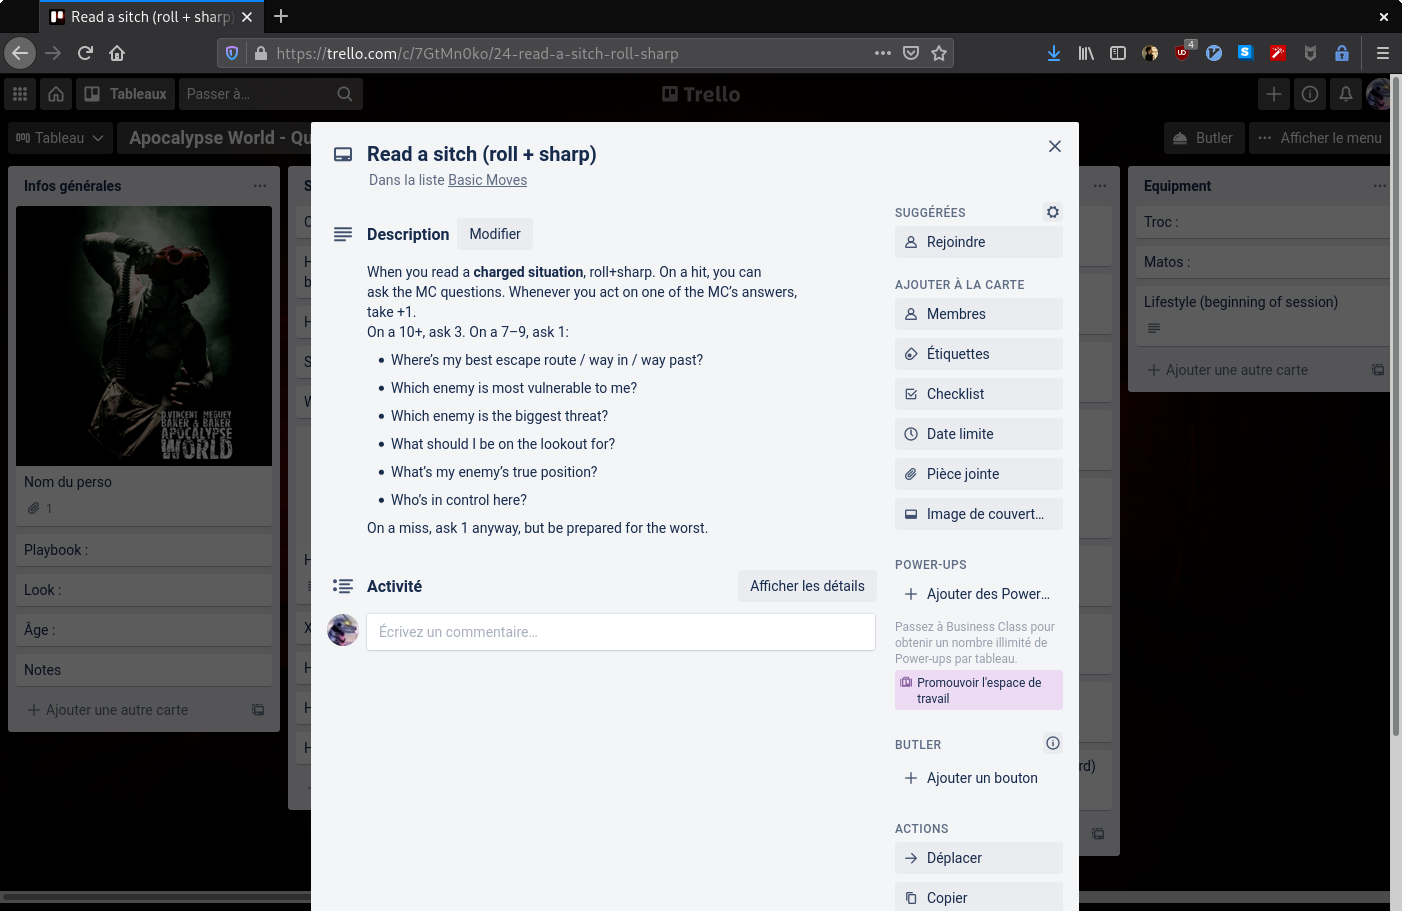 Read a sitch (roll + sharp)
https://trello.com/c/7GtMn0ko/24-read-a-sitch-roll-sharp
4
Tableaux
Passer à…
Trello
Tableau
Apocalypse World - Qu
Butler
Afficher le menu
Infos générales
D.VINCENT MEGUEY
BAKER & BAKER
APOCALYPSE
WORLD
Nom du perso
1
Playbook :
Look :
Âge :
Notes
Ajouter une autre carte
Read a sitch (roll + sharp)
Dans la liste Basic Moves
Description
Modifier
When you read a charged situation, roll+sharp. On a hit, you can
ask the MC questions. Whenever you act on one of the MC’s answers,
take +1.
On a 10+, ask 3. On a 7–9, ask 1:
• Where’s my best escape route / way in / way past?
• Which enemy is most vulnerable to me?
• Which enemy is the biggest threat?
• What should I be on the lookout for?
• What’s my enemy’s true position?
• Who’s in control here?
On a miss, ask 1 anyway, but be prepared for the worst.
Activité
Afficher les détails
Écrivez un commentaire…
SUGGÉRÉES
Rejoindre
AJOUTER À LA CARTE
Membres
Étiquettes
Checklist
Date limite
Pièce jointe
Image de couvert…
POWER-UPS
Ajouter des Power…
Passez à Business Class pour
obtenir un nombre illimité de
Power-ups par tableau.
Promouvoir l'espace de
travail
BUTLER
Ajouter un bouton
ACTIONS
Déplacer
Copier
rd)
Equipment
Troc :
Matos :
Lifestyle (beginning of session)
Ajouter une autre carte